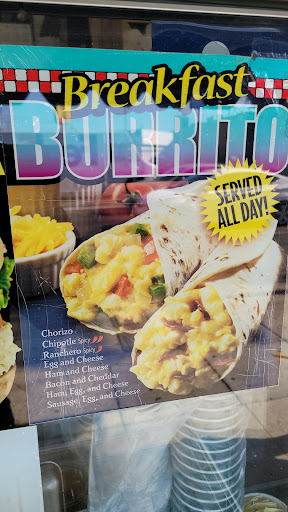 Breakfast
BURRITO
SERVED
ALL DAY!
Chorizo
Chipotle Spicy
Ranchero Spicy
Egg and Cheese
Ham and Cheese
Bacon and Cheddar
Ham, Egg, and Cheese
Sausage, Egg, and Cheese